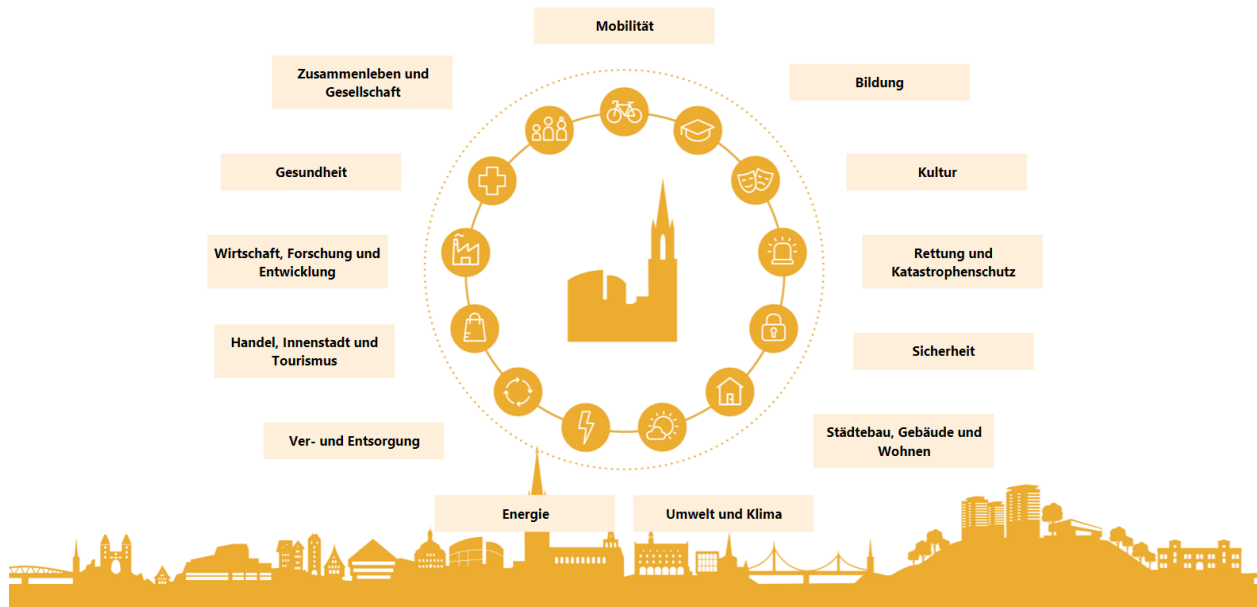 Mobilität
Zusammenleben und
Gesellschaft
Bildung
Gesundheit
Kultur
Wirtschaft, Forschung und
Entwicklung
Rettung und
Katastrophenschutz
Handel, Innenstadt und
Tourismus
Sicherheit
Ver- und Entsorgung
Städtebau, Gebäude und
Wohnen
Energie
Umwelt und Klima